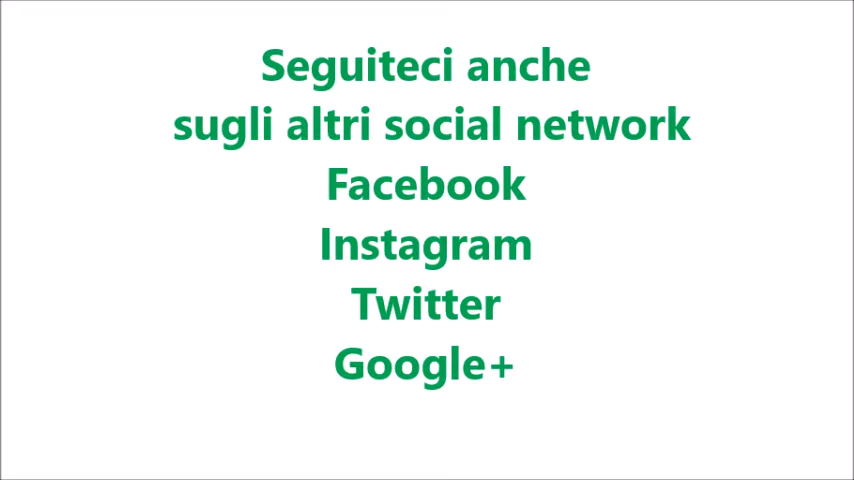 Seguiteci anche
sugli altri social network
Facebook
Instagram
Twitter
Google+